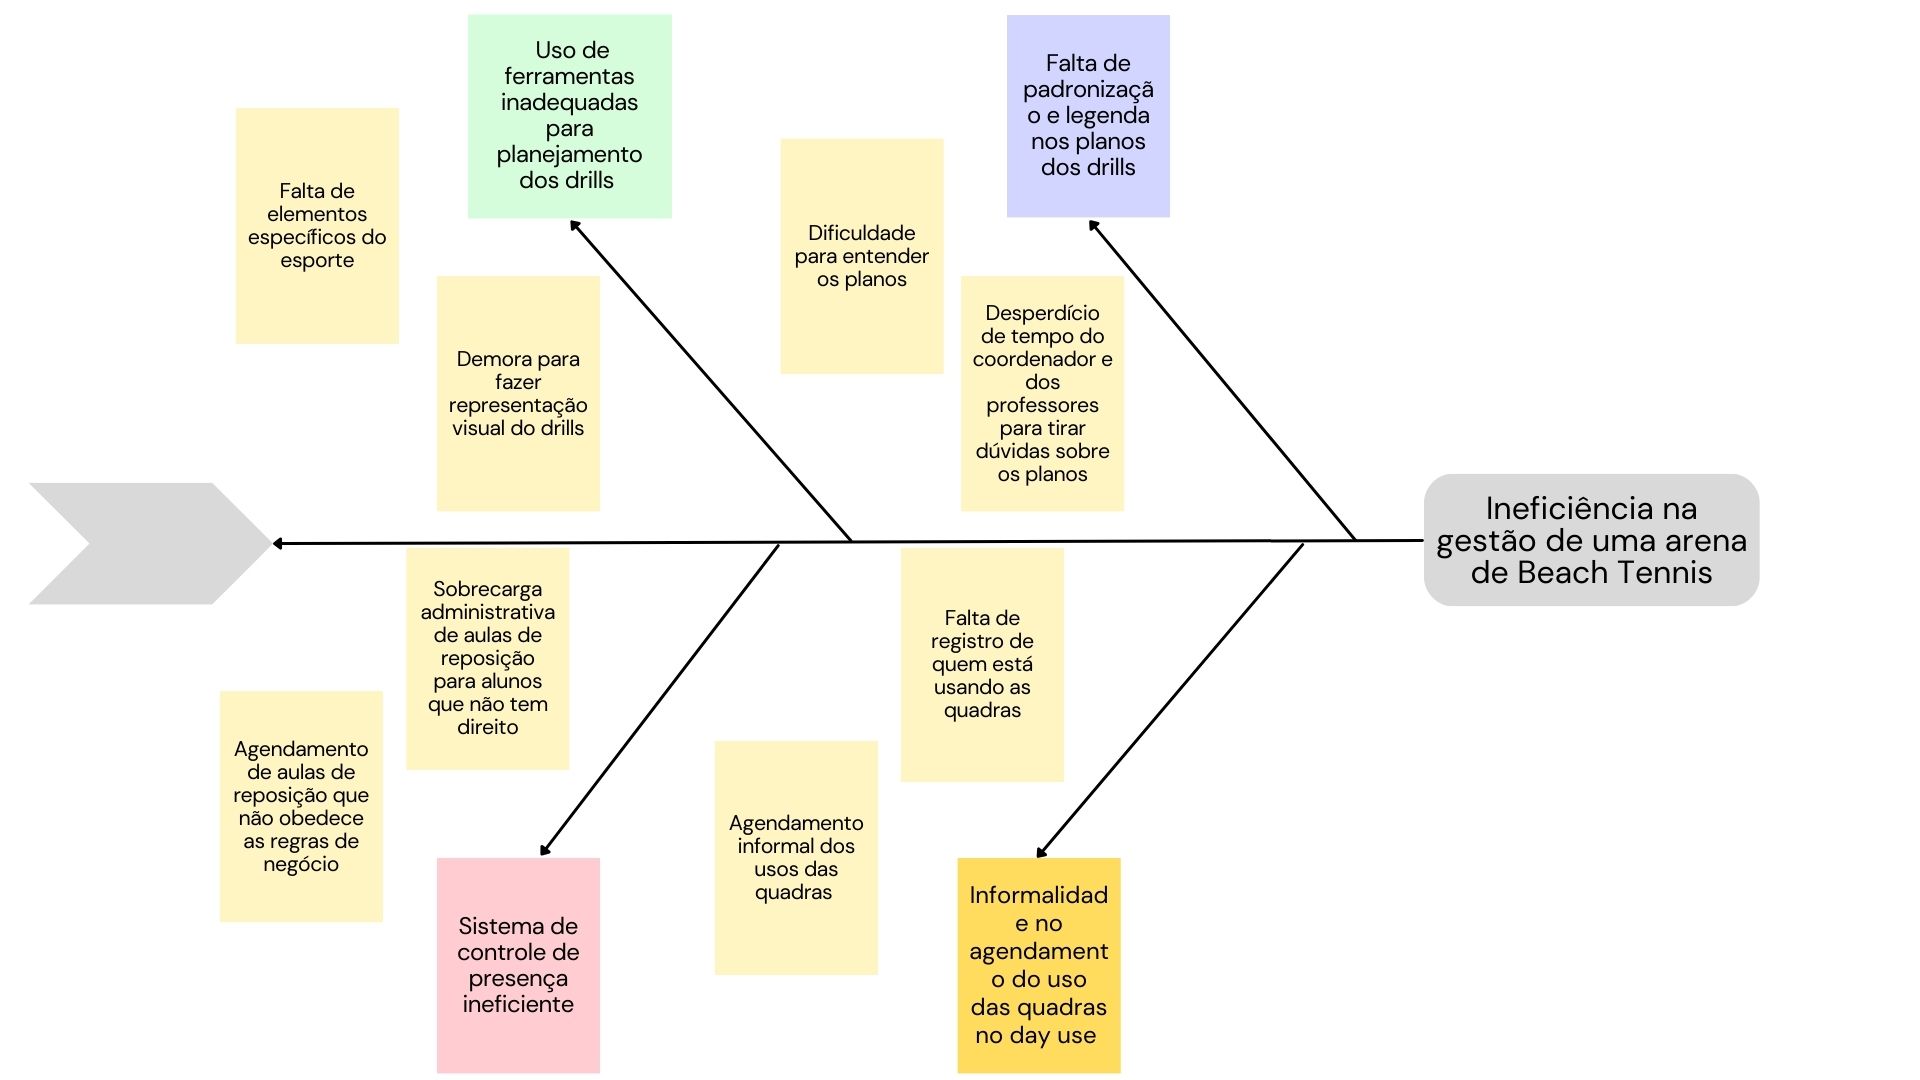 Uso de
ferramentas
inadequadas
para
planejamento
dos drills
Falta de
padronizaçã
o e legenda
nos planos
dos drills
Falta de
elementos
específicos do
esporte
Dificuldade
para entender
os planos
Demora para
fazer
representação
visual do drills
Desperdício
de tempo do
coordenador e
dos
professores
para tirar
dúvidas sobre
os planos
Ineficiência na
gestão de uma arena
de Beach Tennis
Sobrecarga
administrativa
de aulas de
reposição
para alunos
que não tem
direito
Falta de
registro de
quem está
usando as
quadras
Agendamento
de aulas de
reposição que
não obedece
as regras de
negócio
Agendamento
informal dos
usos das
quadras
Sistema de
controle de
presença
ineficiente
Informalidad
e no
agendament
o do uso
das quadras
no day use